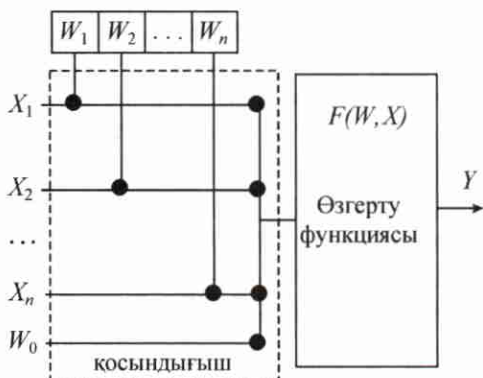 W₁ W₂ ... Wₙ
X₁
X₂
...
Xₙ
W₀
қосындығыш
F(W,X)
Өзгерту
функциясы
Y